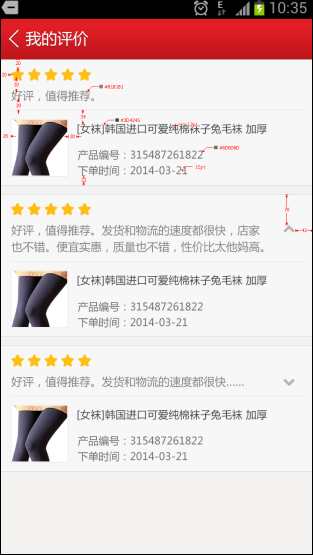 E
10:35
我的评价
好评，值得推荐。
#818181
[女袜]韩国进口可爱纯棉袜子兔毛袜 加厚
产品编号：315487261822
下单时间：2014-03-21
好评，值得推荐。发货和物流的速度都很快，店家
也不错。便宜实惠，质量也不错，性价比太他妈高。
[女袜]韩国进口可爱纯棉袜子兔毛袜 加厚
产品编号：315487261822
下单时间：2014-03-21
好评，值得推荐。发货和物流的速度都很快......
[女袜]韩国进口可爱纯棉袜子兔毛袜 加厚
产品编号：315487261822
下单时间：2014-03-21